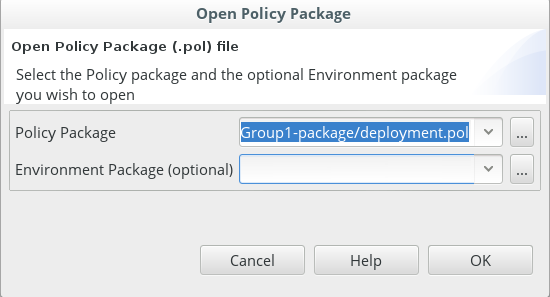 Open Policy Package
Open Policy Package (.pol) file
Select the Policy package and the optional Environment package
you wish to open
Policy Package Group1-package/deployment.pol ...
Environment Package (optional) ...
Cancel Help OK